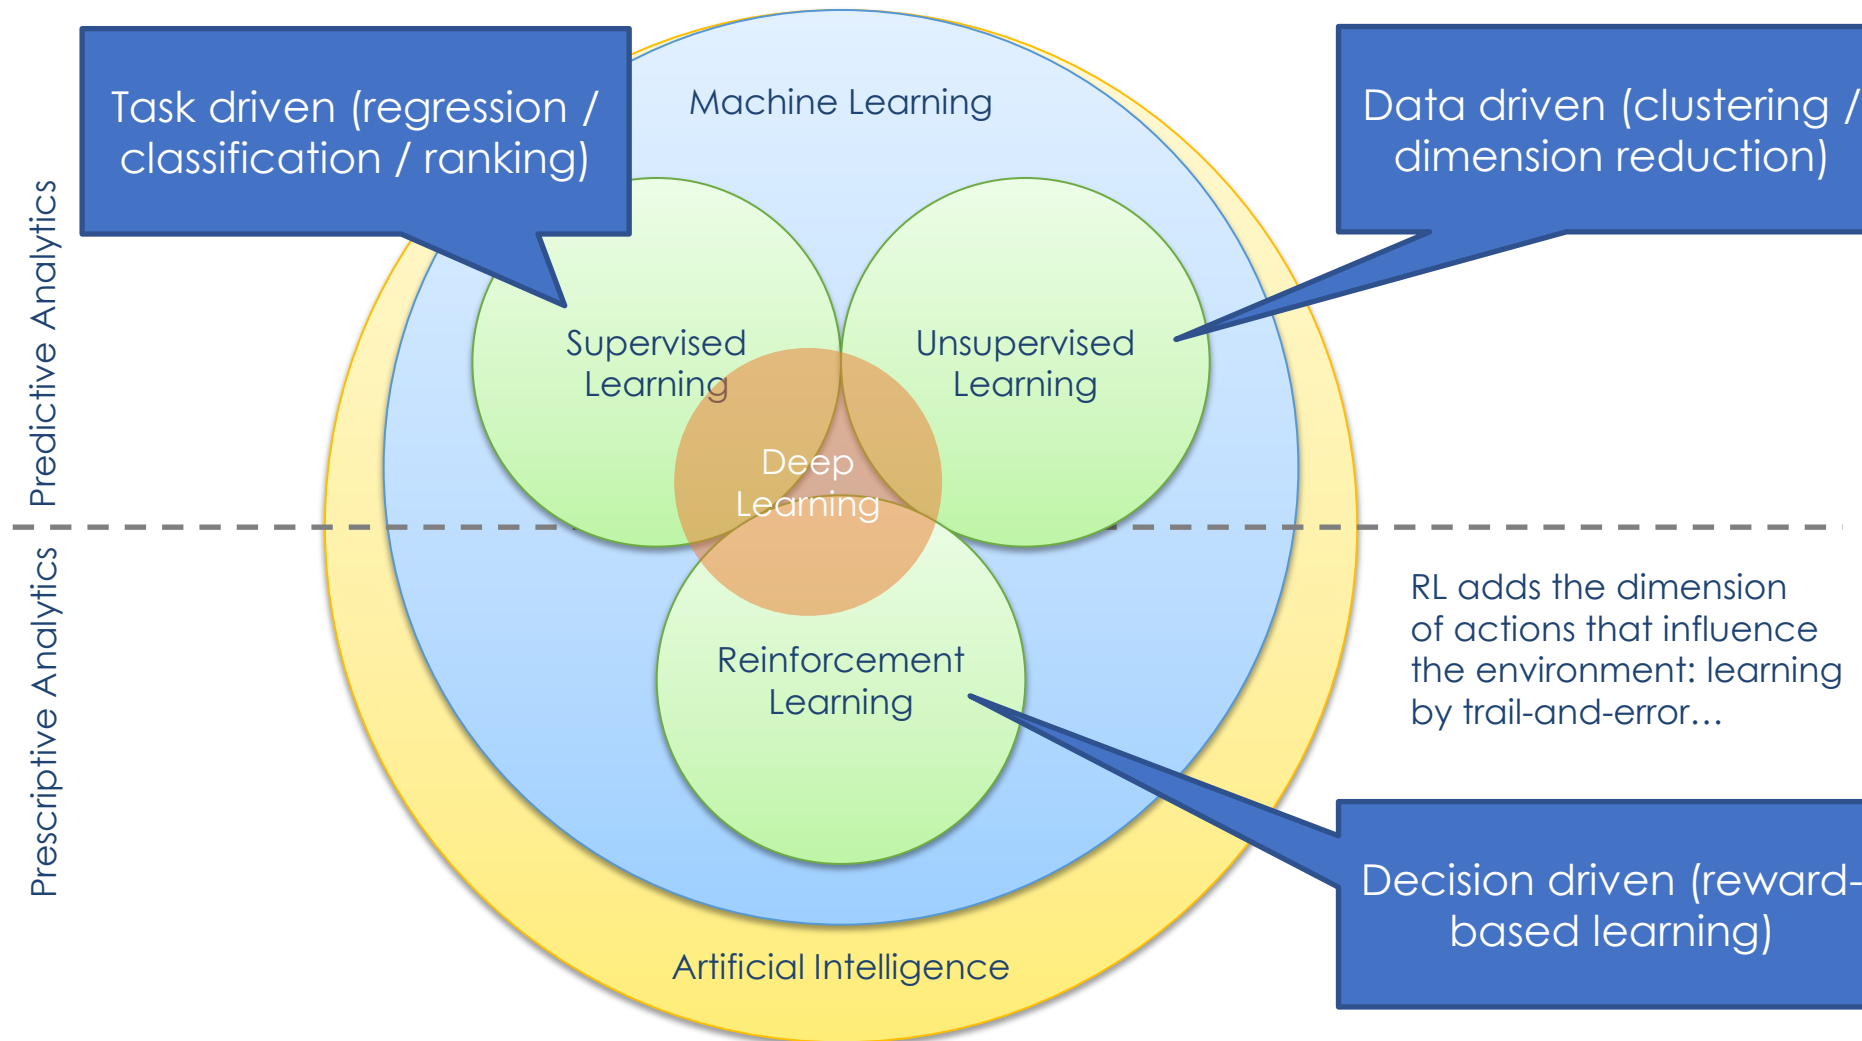 Task driven (regression /
classification / ranking)
Machine Learning
Data driven (clustering /
dimension reduction)
Predictive Analytics
Supervised
Learning
Unsupervised
Learning
Deep
Learning
Prescriptive Analytics
RL adds the dimension
of actions that influence
the environment: learning
by trail-and-error…
Reinforcement
Learning
Decision driven (reward-
based learning)
Artificial Intelligence